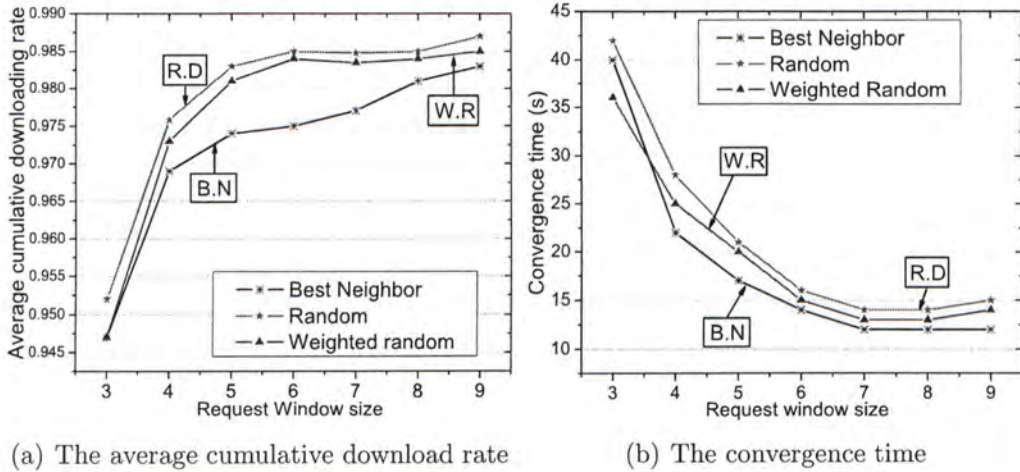 Average cumulative downloading rate
0.990
0.985
0.980
0.975
0.970
0.965
0.960
0.955
0.950
0.945
R.D
W.R
B.N
Best Neighbor
Random
Weighted random
3 4 5 6 7 8 9
Request Window size
(a) The average cumulative download rate
Convergence time (s)
45
40
35
30
25
20
15
10
Best Neighbor
Random
Weighted Random
W.R
R.D
B.N
3 4 5 6 7 8 9
Request window size
(b) The convergence time